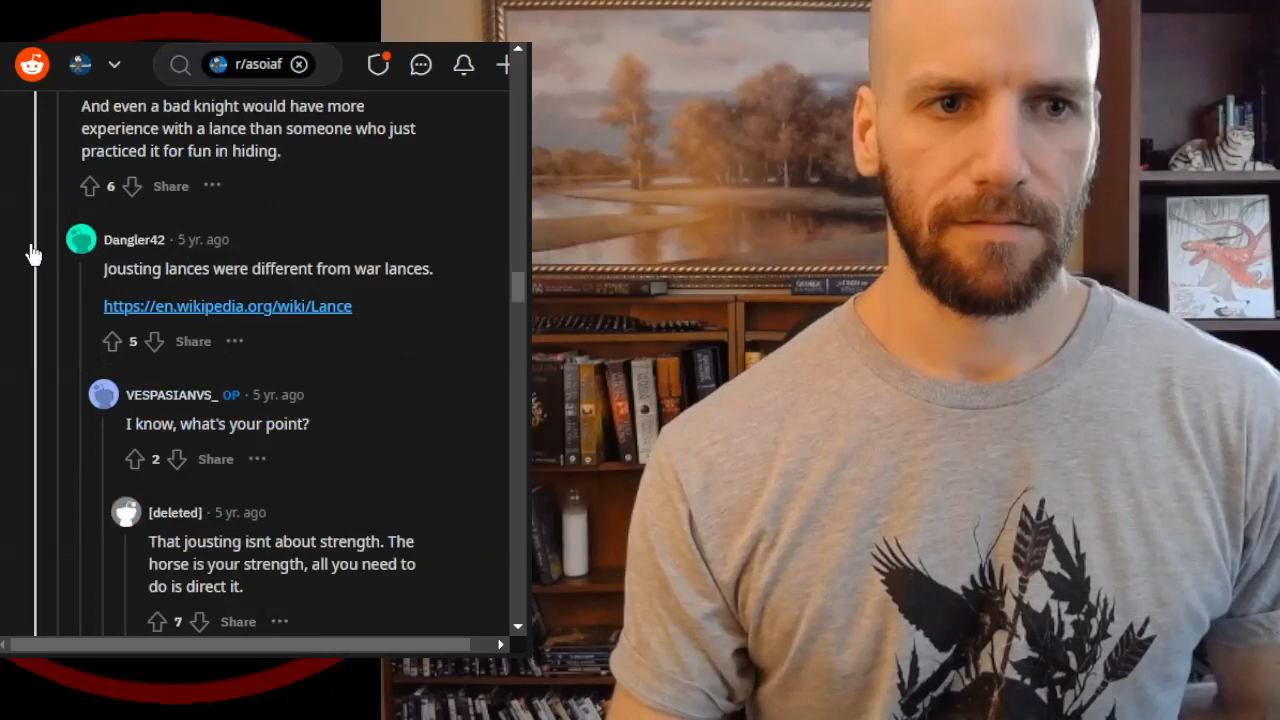 r/asoiaf
And even a bad knight would have more
experience with a lance than someone who just
practiced it for fun in hiding.
6 Share
Dangler42 · 5 yr. ago
Jousting lances were different from war lances.
https://en.wikipedia.org/wiki/Lance
5 Share
VESPASIANVS_ OP · 5 yr. ago
I know, what's your point?
2 Share
[deleted] · 5 yr. ago
That jousting isnt about strength. The
horse is your strength, all you need to
do is direct it.
7 Share